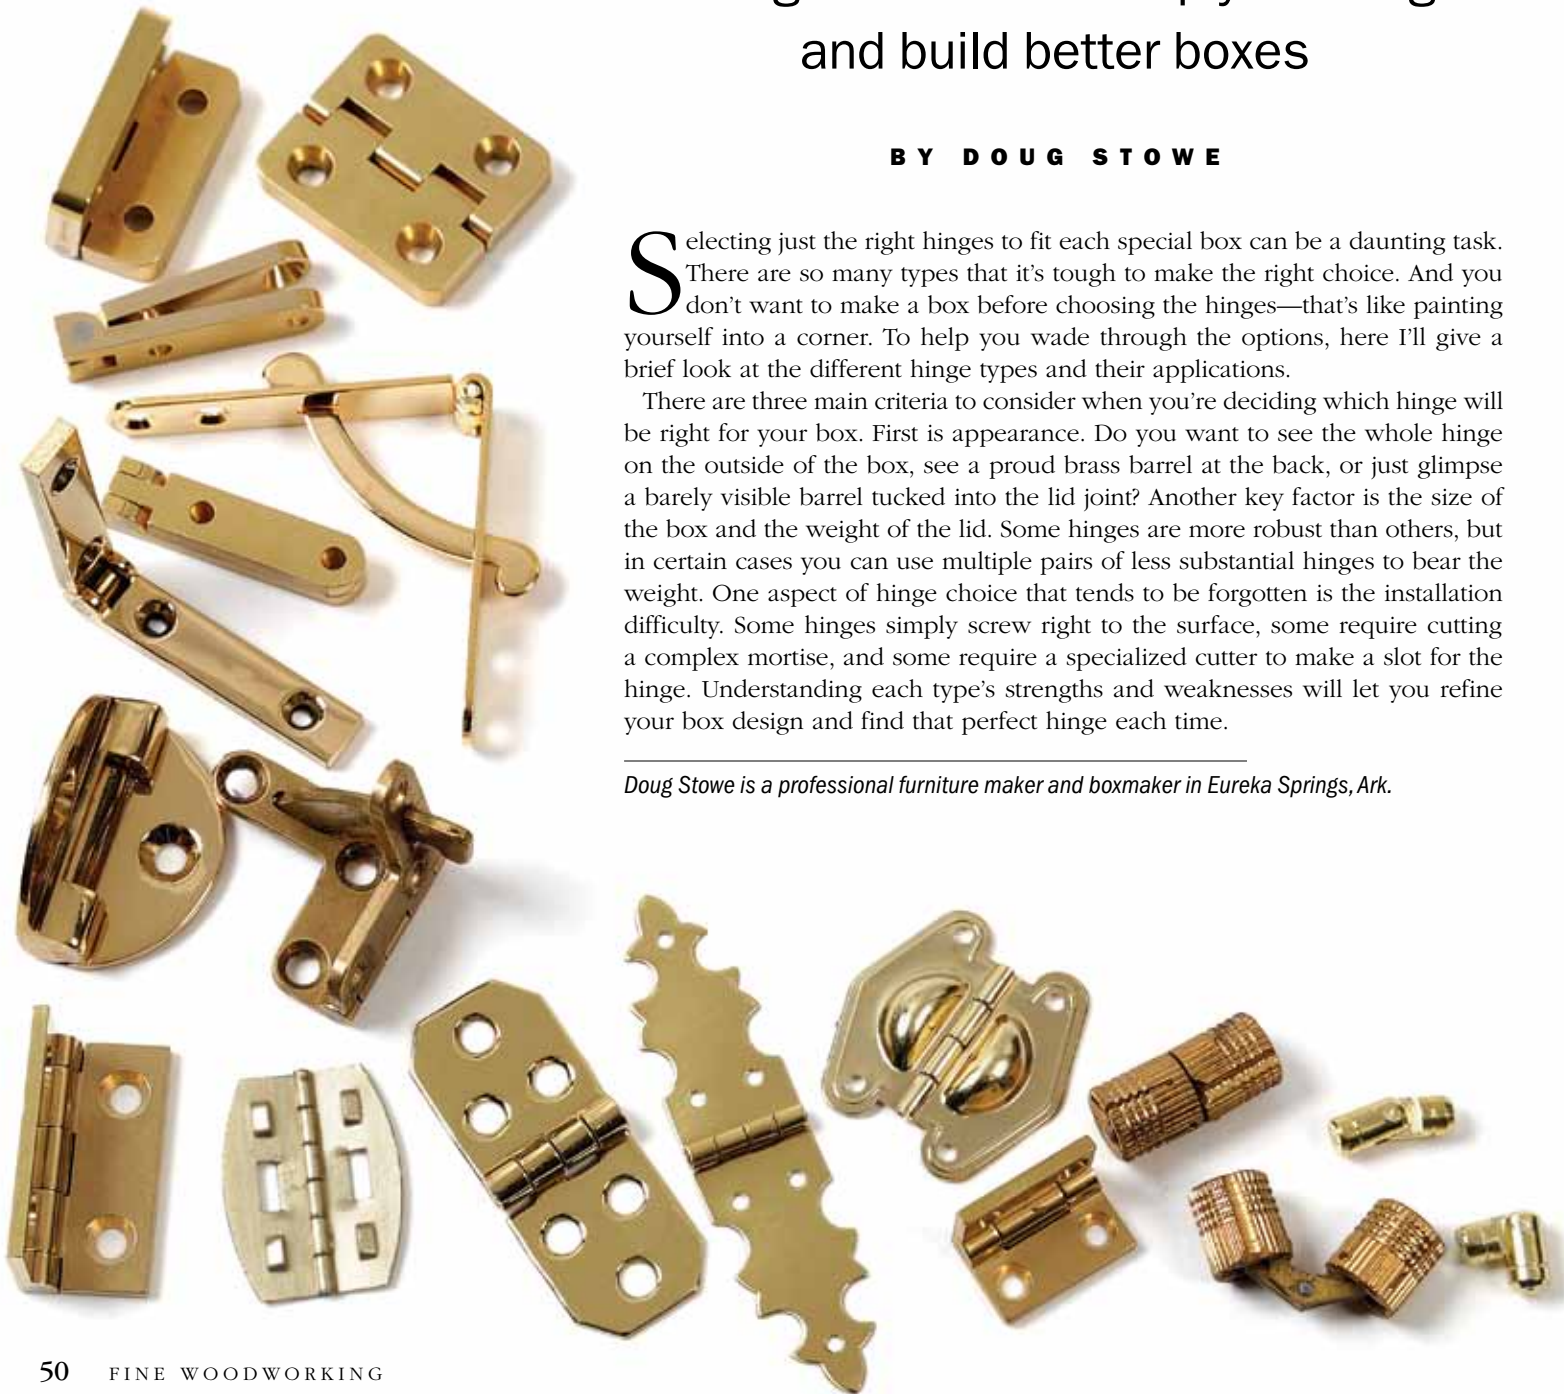 and build better boxes
BY DOUG STOWE
Selecting just the right hinges to fit each special box can be a daunting task.
There are so many types that it's tough to make the right choice. And you
don't want to make a box before choosing the hinges—that's like painting
yourself into a corner. To help you wade through the options, here I'll give a
brief look at the different hinge types and their applications.
There are three main criteria to consider when you're deciding which hinge will
be right for your box. First is appearance. Do you want to see the whole hinge
on the outside of the box, see a proud brass barrel at the back, or just glimpse
a barely visible barrel tucked into the lid joint? Another key factor is the size of
the box and the weight of the lid. Some hinges are more robust than others, but
in certain cases you can use multiple pairs of less substantial hinges to bear the
weight. One aspect of hinge choice that tends to be forgotten is the installation
difficulty. Some hinges simply screw right to the surface, some require cutting
a complex mortise, and some require a specialized cutter to make a slot for the
hinge. Understanding each type's strengths and weaknesses will let you refine
your box design and find that perfect hinge each time.
Doug Stowe is a professional furniture maker and boxmaker in Eureka Springs, Ark.
50 FINE WOODWORKING